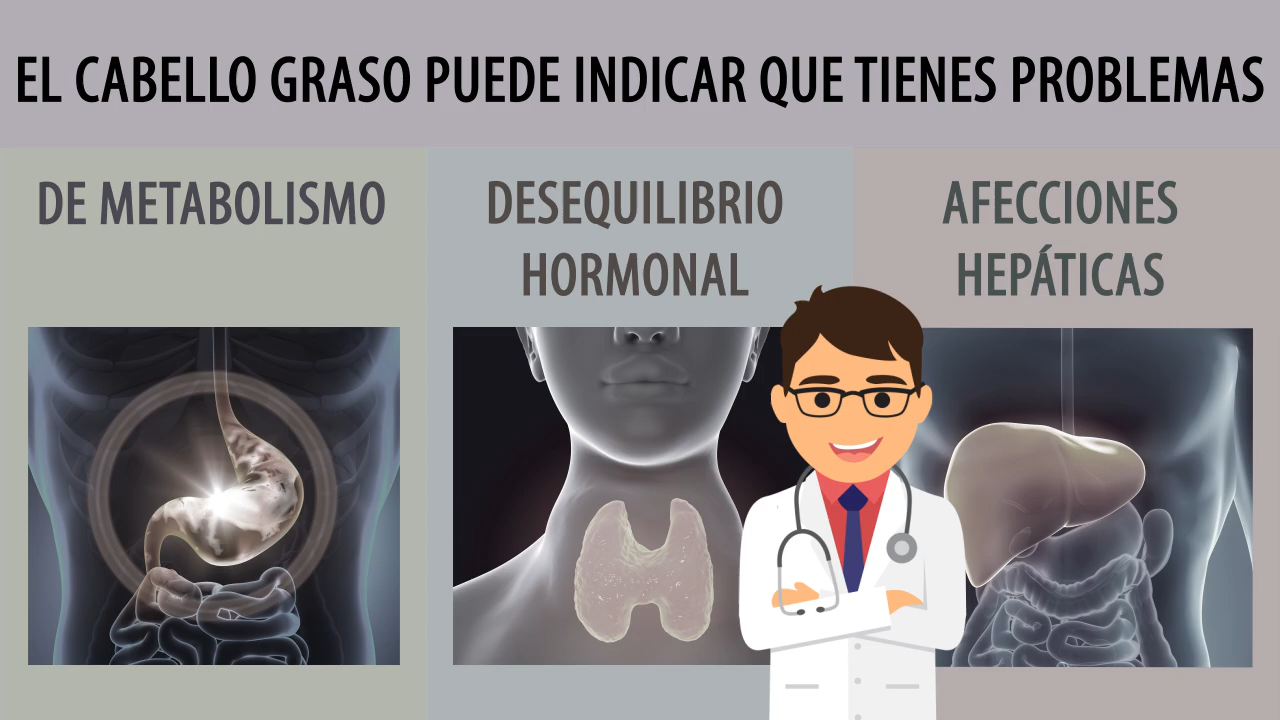 EL CABELLO GRASO PUEDE INDICAR QUE TIENES PROBLEMAS
DE METABOLISMO
DESEQUILIBRIO
HORMONAL
AFECCIONES
HEPÁTICAS